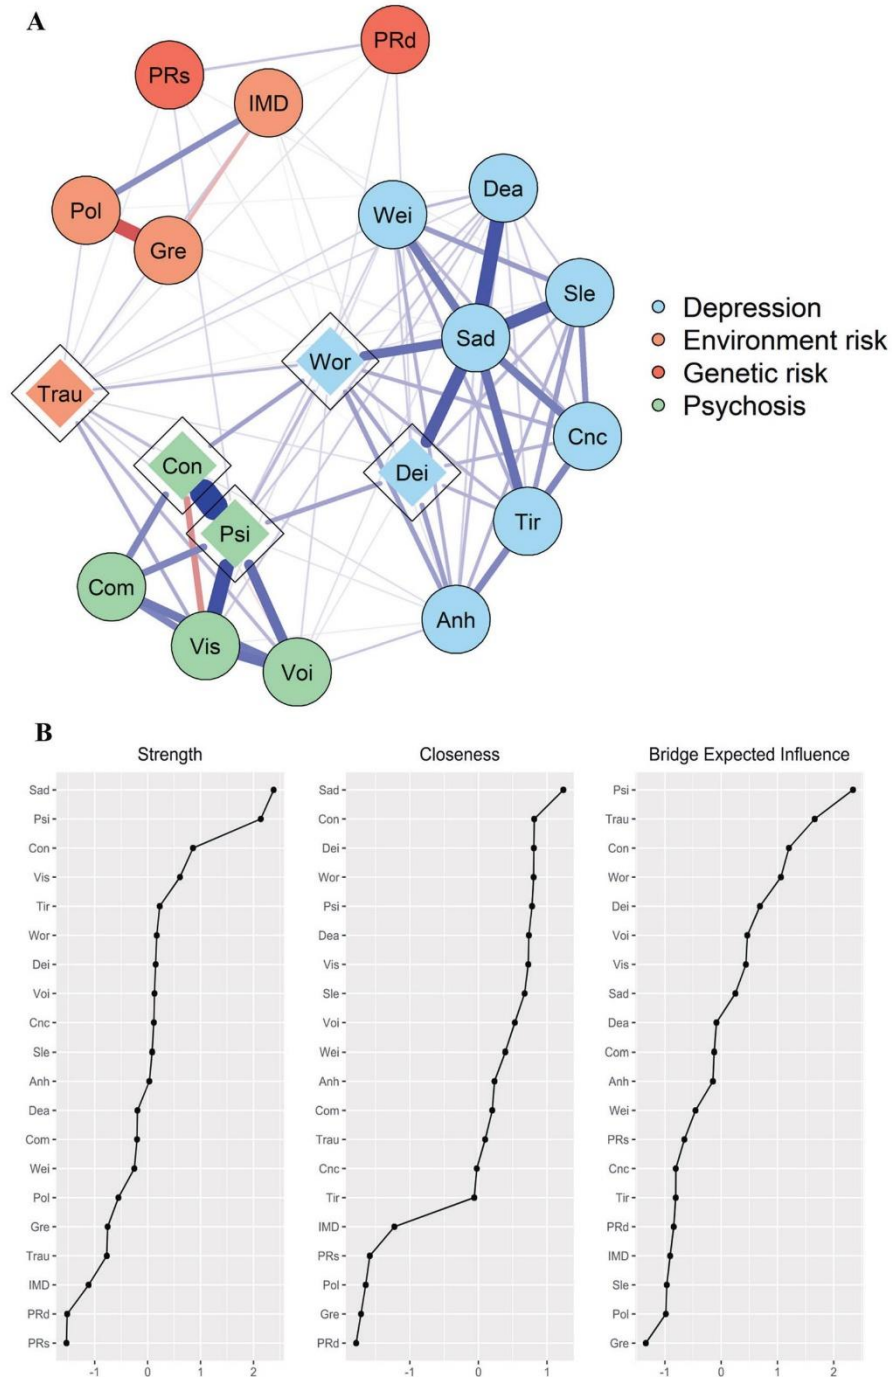 A
PRd
PRs
IMD
Dea
Pol
Wei
Gre
Sle
Depression
Sad
Environment risk
Wor
Genetic risk
Trau
Psychosis
Cnc
Con
Dei
Psi
Tir
Com
Anh
Vis
Voi
B
Strength
Sad
Psi
Con
Vis
Tir
Wor
Dei
Voi
Cnc
Sle
Anh
Dea
Com
Wei
Pol
Gre
Trau
IMD
PRd
PRs
-1 0 1 2
Closeness
Sad
Con
Dei
Wor
Psi
Dea
Vis
Sle
Voi
Wei
Anh
Com
Trau
Cnc
Tir
IMD
PRs
Pol
Gre
PRd
-1 0 1
Bridge Expected Influence
Psi
Trau
Con
Wor
Dei
Voi
Vis
Sad
Dea
Com
Anh
Wei
PRs
Cnc
Tir
PRd
IMD
Sle
Pol
Gre
-1 0 1 2